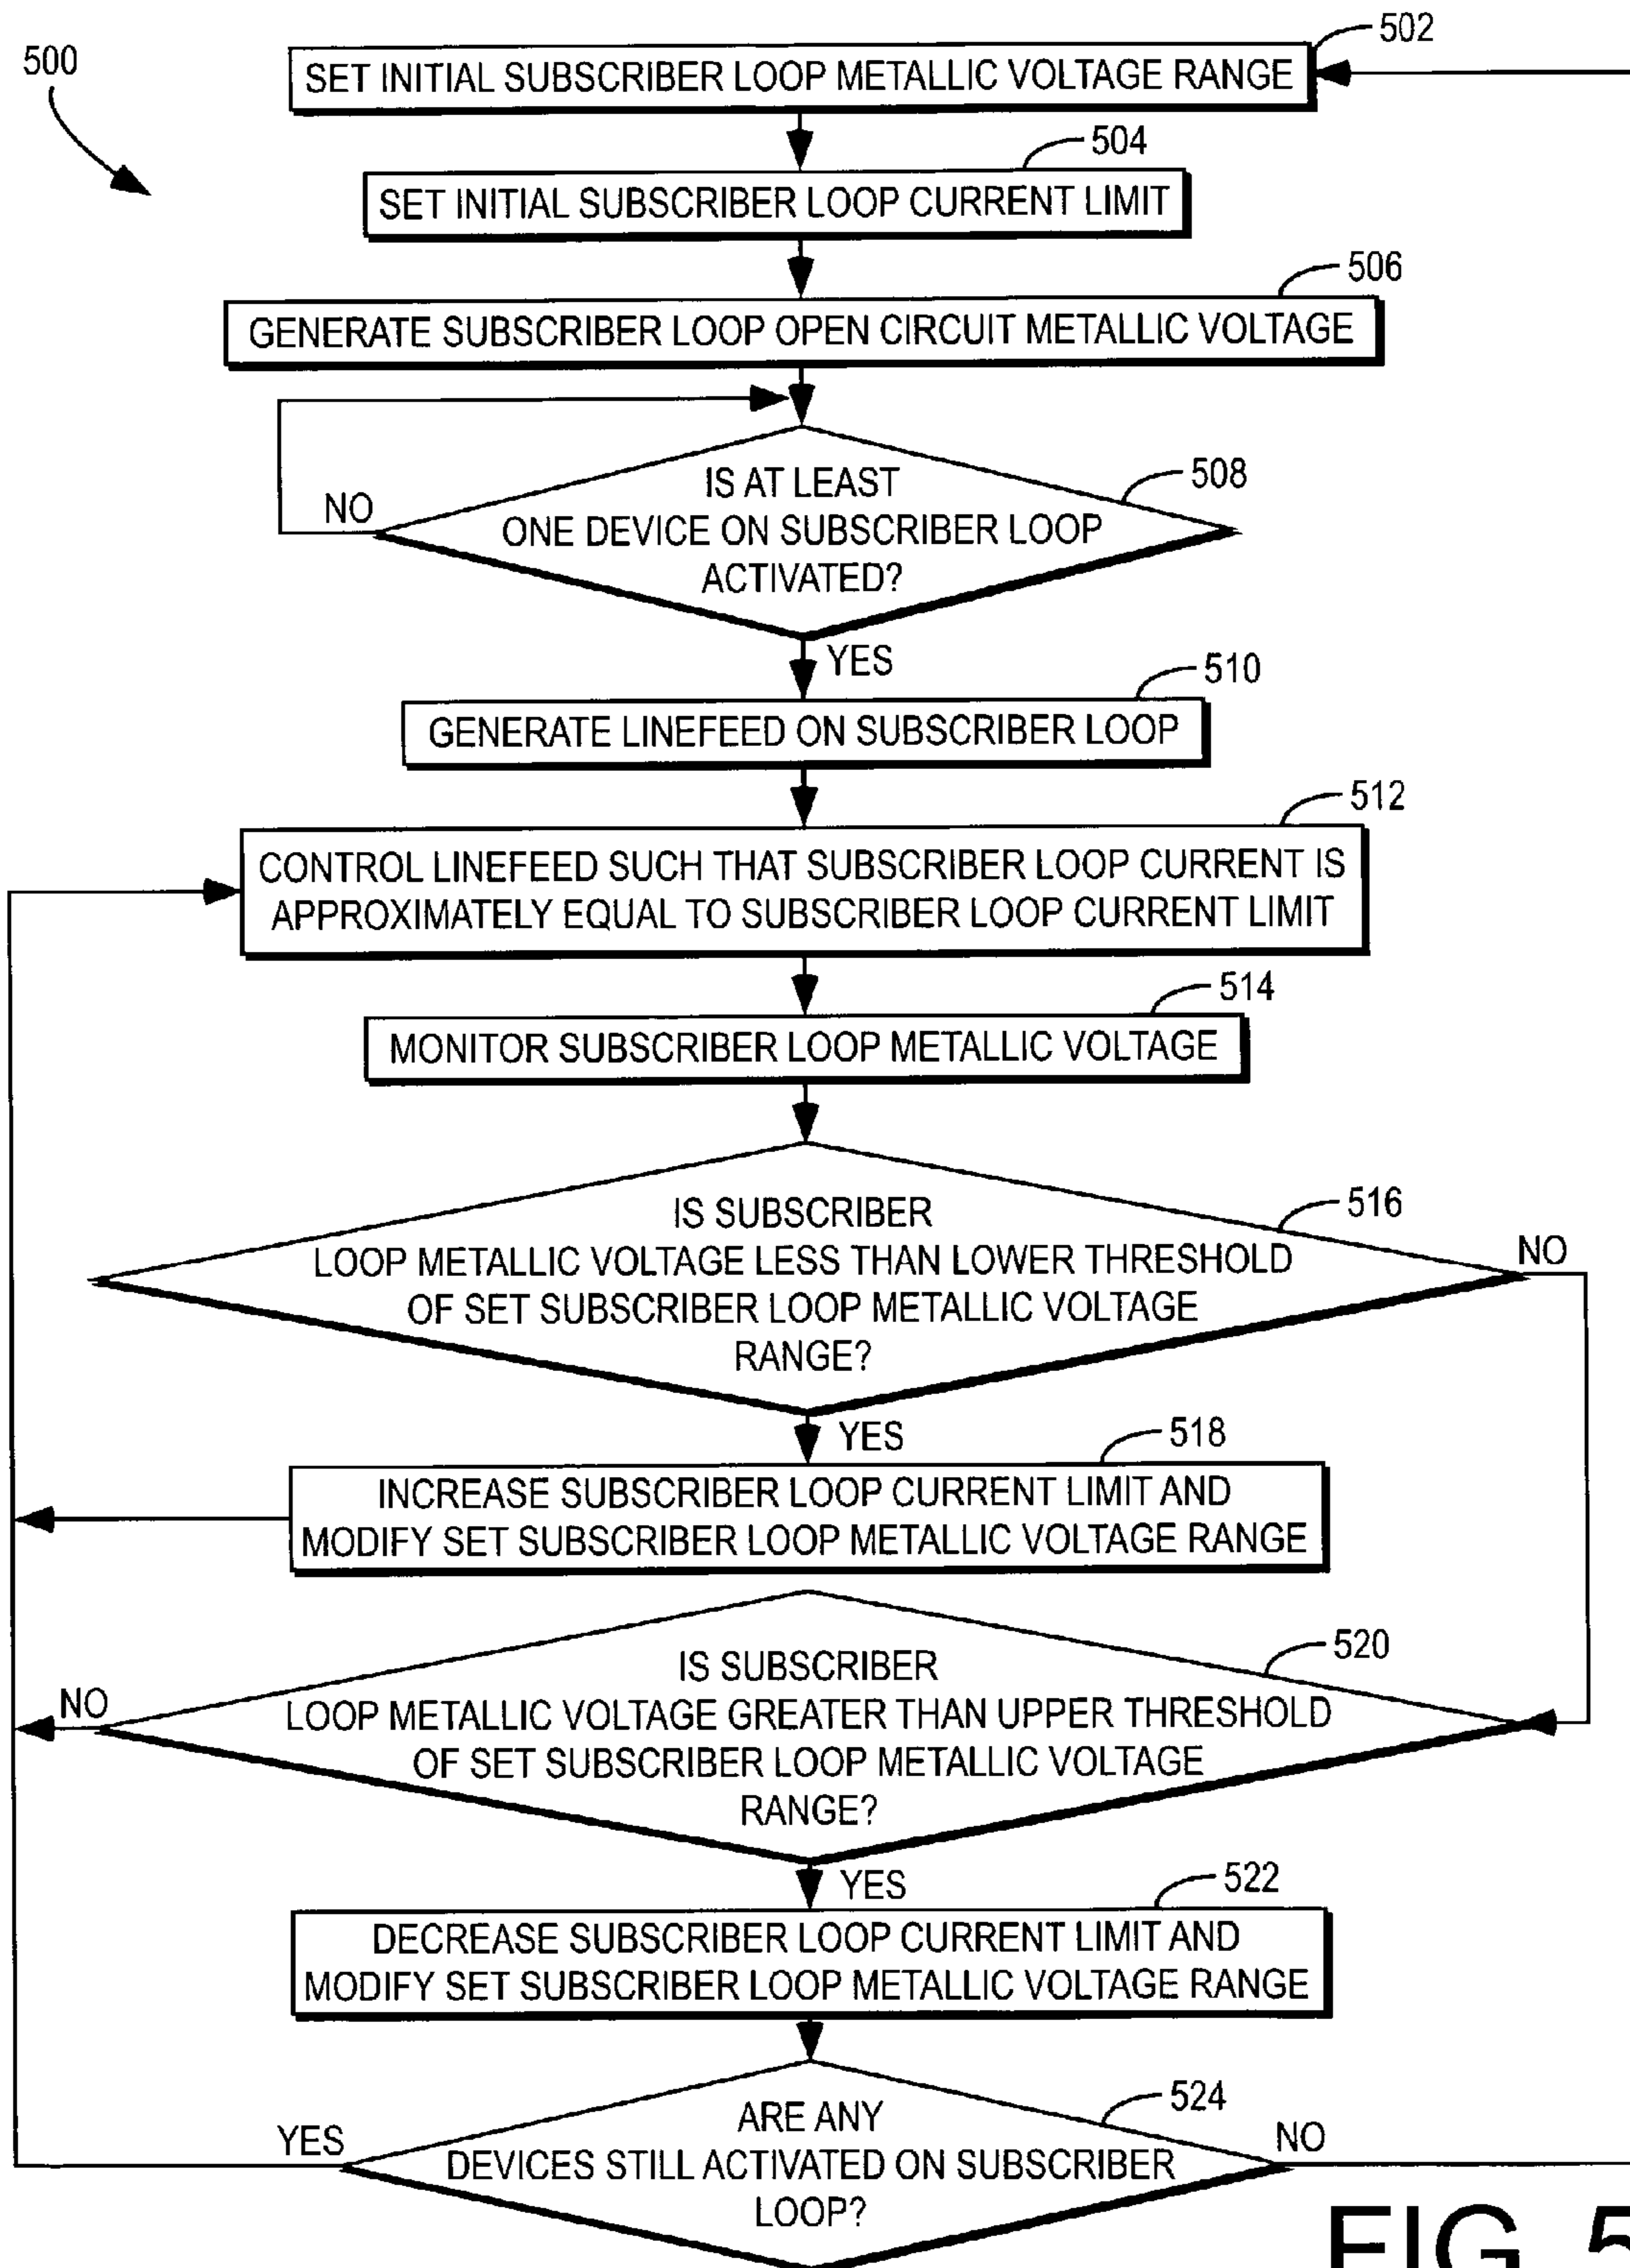 500
502
SET INITIAL SUBSCRIBER LOOP METALLIC VOLTAGE RANGE
504
SET INITIAL SUBSCRIBER LOOP CURRENT LIMIT
506
GENERATE SUBSCRIBER LOOP OPEN CIRCUIT METALLIC VOLTAGE
508
IS AT LEAST
ONE DEVICE ON SUBSCRIBER LOOP
ACTIVATED?
NO
YES
510
GENERATE LINEFEED ON SUBSCRIBER LOOP
512
CONTROL LINEFEED SUCH THAT SUBSCRIBER LOOP CURRENT IS
APPROXIMATELY EQUAL TO SUBSCRIBER LOOP CURRENT LIMIT
514
MONITOR SUBSCRIBER LOOP METALLIC VOLTAGE
516
IS SUBSCRIBER
LOOP METALLIC VOLTAGE LESS THAN LOWER THRESHOLD
OF SET SUBSCRIBER LOOP METALLIC VOLTAGE
RANGE?
NO
YES
518
INCREASE SUBSCRIBER LOOP CURRENT LIMIT AND
MODIFY SET SUBSCRIBER LOOP METALLIC VOLTAGE RANGE
520
IS SUBSCRIBER
LOOP METALLIC VOLTAGE GREATER THAN UPPER THRESHOLD
OF SET SUBSCRIBER LOOP METALLIC VOLTAGE
RANGE?
NO
YES
522
DECREASE SUBSCRIBER LOOP CURRENT LIMIT AND
MODIFY SET SUBSCRIBER LOOP METALLIC VOLTAGE RANGE
524
ARE ANY
DEVICES STILL ACTIVATED ON SUBSCRIBER
LOOP?
YES
NO
FIG. 5